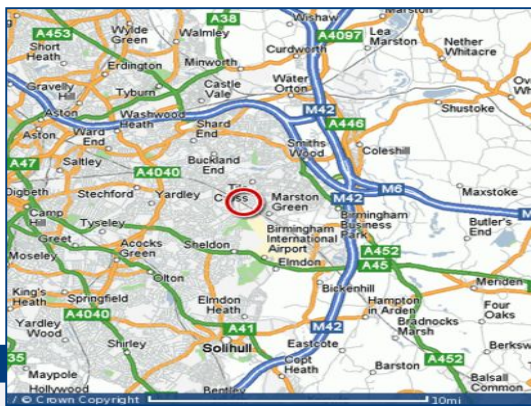 A453
Wylde
Green
Walmley
A38
Wishaw
Marston
A4097
Lea
Marston
Nether
Whitacre
Short
Heath
Erdington
Minworth
Curdworth
Gravelly
Hill
Tyburn
Castle
Vale
Water
Orton
Aston
Washwood
Heath
M42
Shustoke
Aston
Ward
End
Shard
End
A446
Smiths
Wood
Coleshill
A47
Saltley
A4040
Buckland
End
M6
Maxstoke
Digbeth
Stechford
Yardley
Cross
Marston
Green
M42
Birmingham
Business
Park
Butler's
End
Camp
Hill
Tyseley
Birmingham
International
Airport
Greet
Acocks
Green
Sheldon
A452
Moseley
Elmdon
A45
Olton
Bickenhill
Meriden
King's
Heath
Springfield
Elmdon
Heath
Hampton
in Arden
Four
Oaks
Yardley
Wood
A4040
A41
M42
Bradnocks
Marsh
35
Shirley
Solihull
Eastcote
A452
Berksw
Maypole
Copt
Heath
Barston
Balsall
Common
Hollywood
Bentley
/ © Crown Copyright
10mi